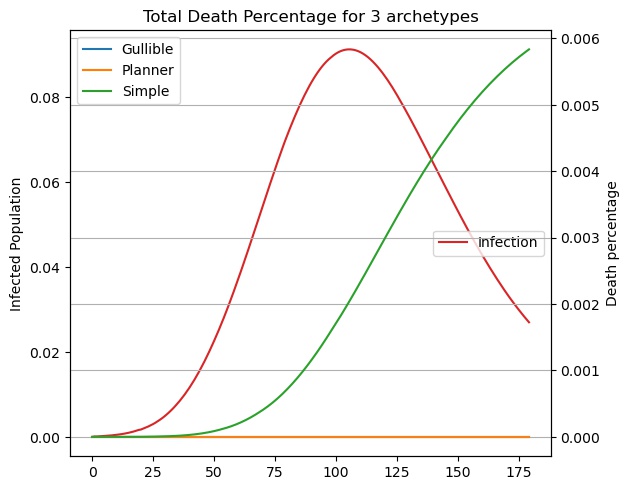 Total Death Percentage for 3 archetypes
Gullible
Planner
Simple
infection
Infected Population
0.08
0.06
0.04
0.02
0.00
Death percentage
0.006
0.005
0.004
0.003
0.002
0.001
0.000
0 25 50 75 100 125 150 175